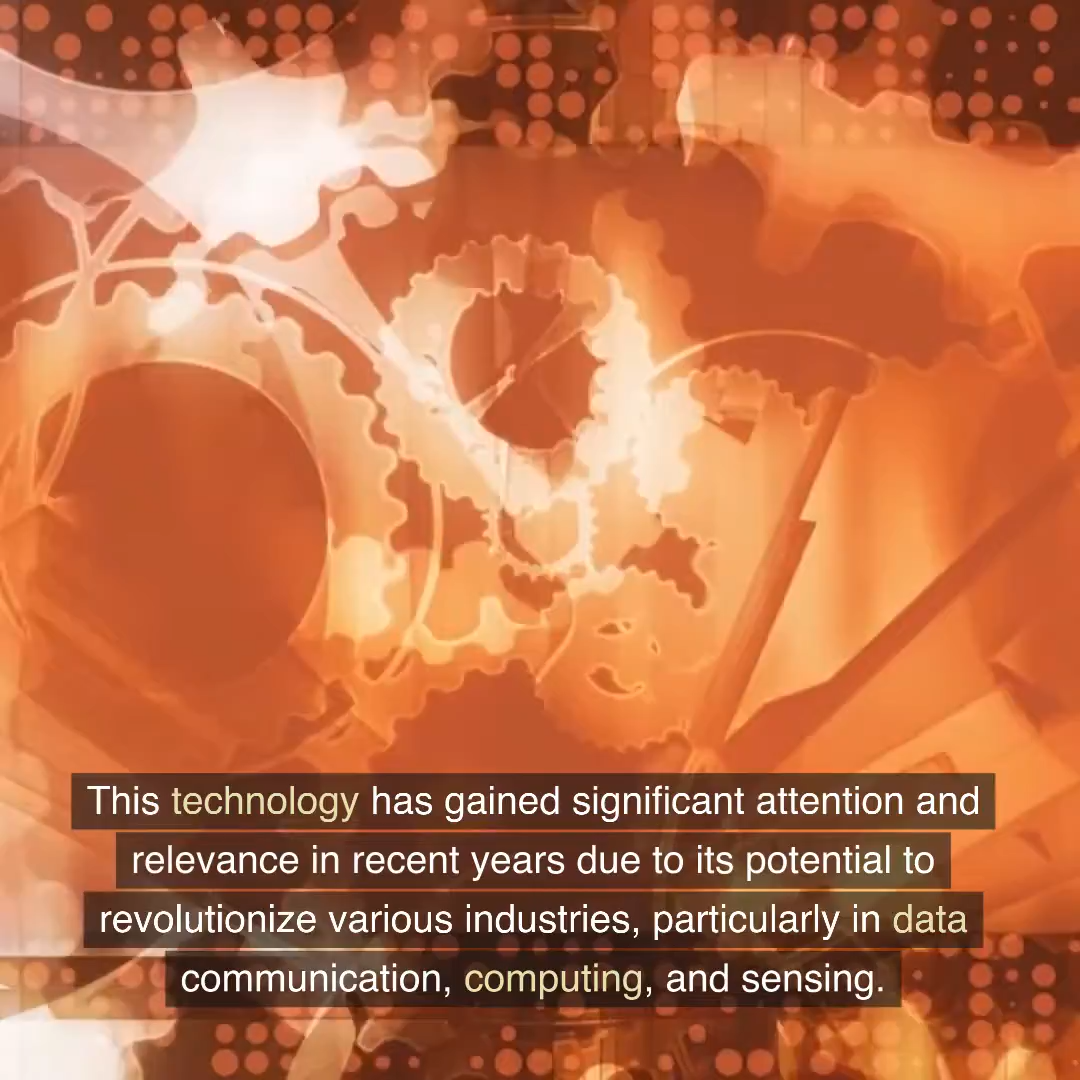 This technology has gained significant attention and
relevance in recent years due to its potential to
revolutionize various industries, particularly in data
communication, computing, and sensing.